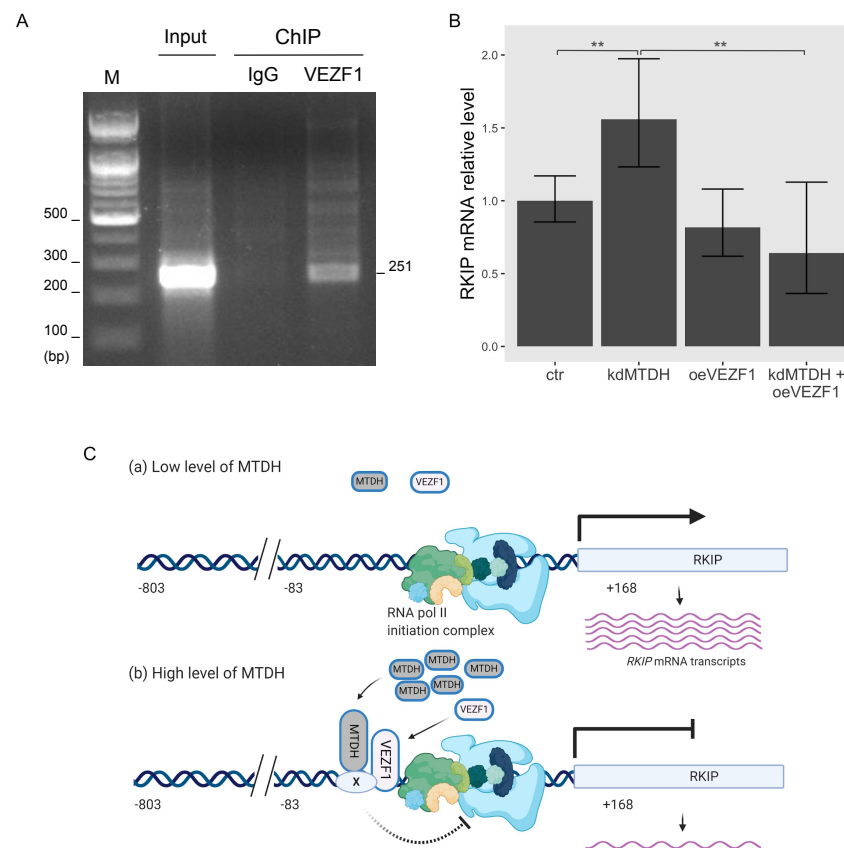 A
Input
ChIP
M
IgG
VEZF1
500
300
251
200
100
(bp)
B
RKIP mRNA relative level
2.0
1.5
1.0
0.5
0.0
**
**
ctr
kdMTDH
oeVEZF1
kdMTDH +
oeVEZF1
C
(a) Low level of MTDH
MTDH
VEZF1
RKIP
-803
-83
+168
RNA pol II
initiation complex
RKIP mRNA transcripts
(b) High level of MTDH
MTDH
MTDH
MTDH
MTDH
MTDH
VEZF1
MTDH
VEZF1
X
RKIP
-803
-83
+168